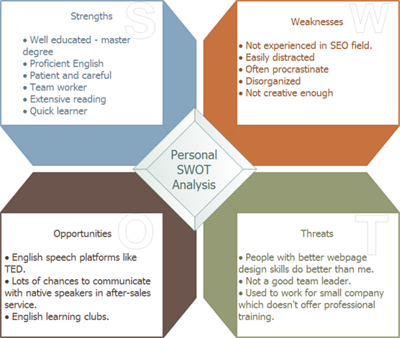 S
Strengths
• Well educated - master
degree
• Proficient English
• Patient and careful
• Team worker
• Extensive reading
• Quick learner
W
Weaknesses
• Not experienced in SEO field.
• Easily distracted
• Often procrastinate
• Disorganized
• Not creative enough
Personal
SWOT
Analysis
O
Opportunities
• English speech platforms like
TED.
• Lots of chances to communicate
with native speakers in after-sales
service.
• English learning clubs.
T
Threats
• People with better webpage
design skills do better than me.
• Not a good team leader.
• Used to work for small company
which doesn't offer professional
training.